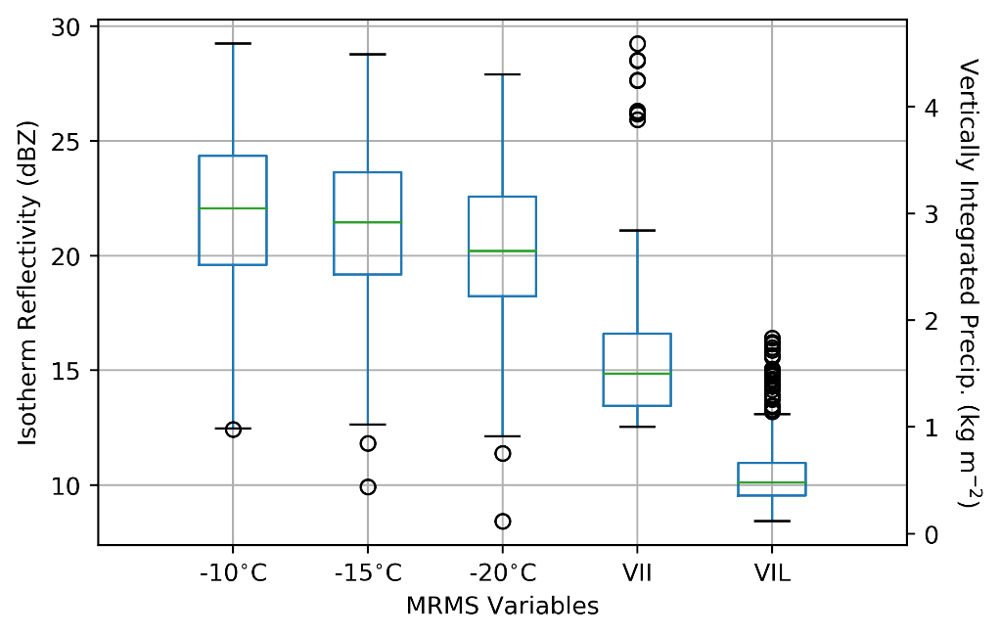 Isotherm Reflectivity (dBZ)
30
25
20
15
10
-10°C
-15°C
-20°C
VII
VIL
MRMS Variables
4
3
2
1
0
Vertically Integrated Precip. (kg m⁻²)